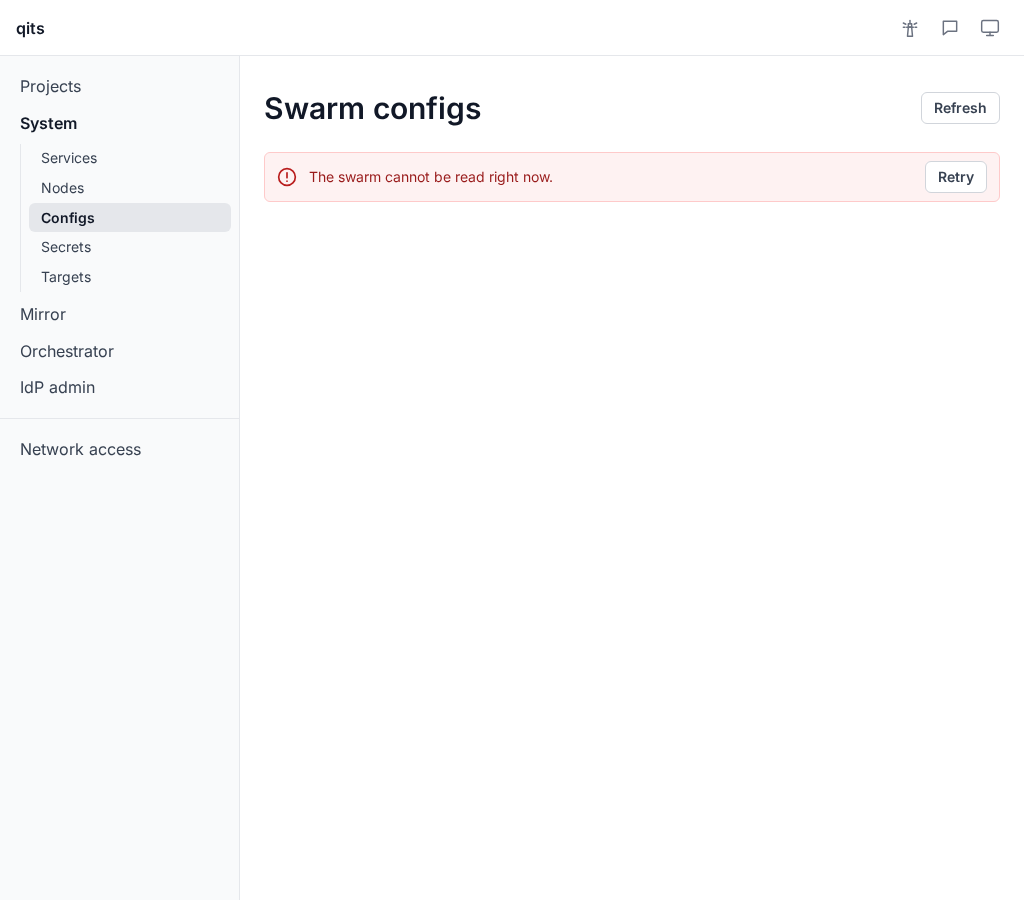 qits
Projects
System
Services
Nodes
Configs
Secrets
Targets
Mirror
Orchestrator
IdP admin
Network access
Swarm configs
Refresh
The swarm cannot be read right now.
Retry